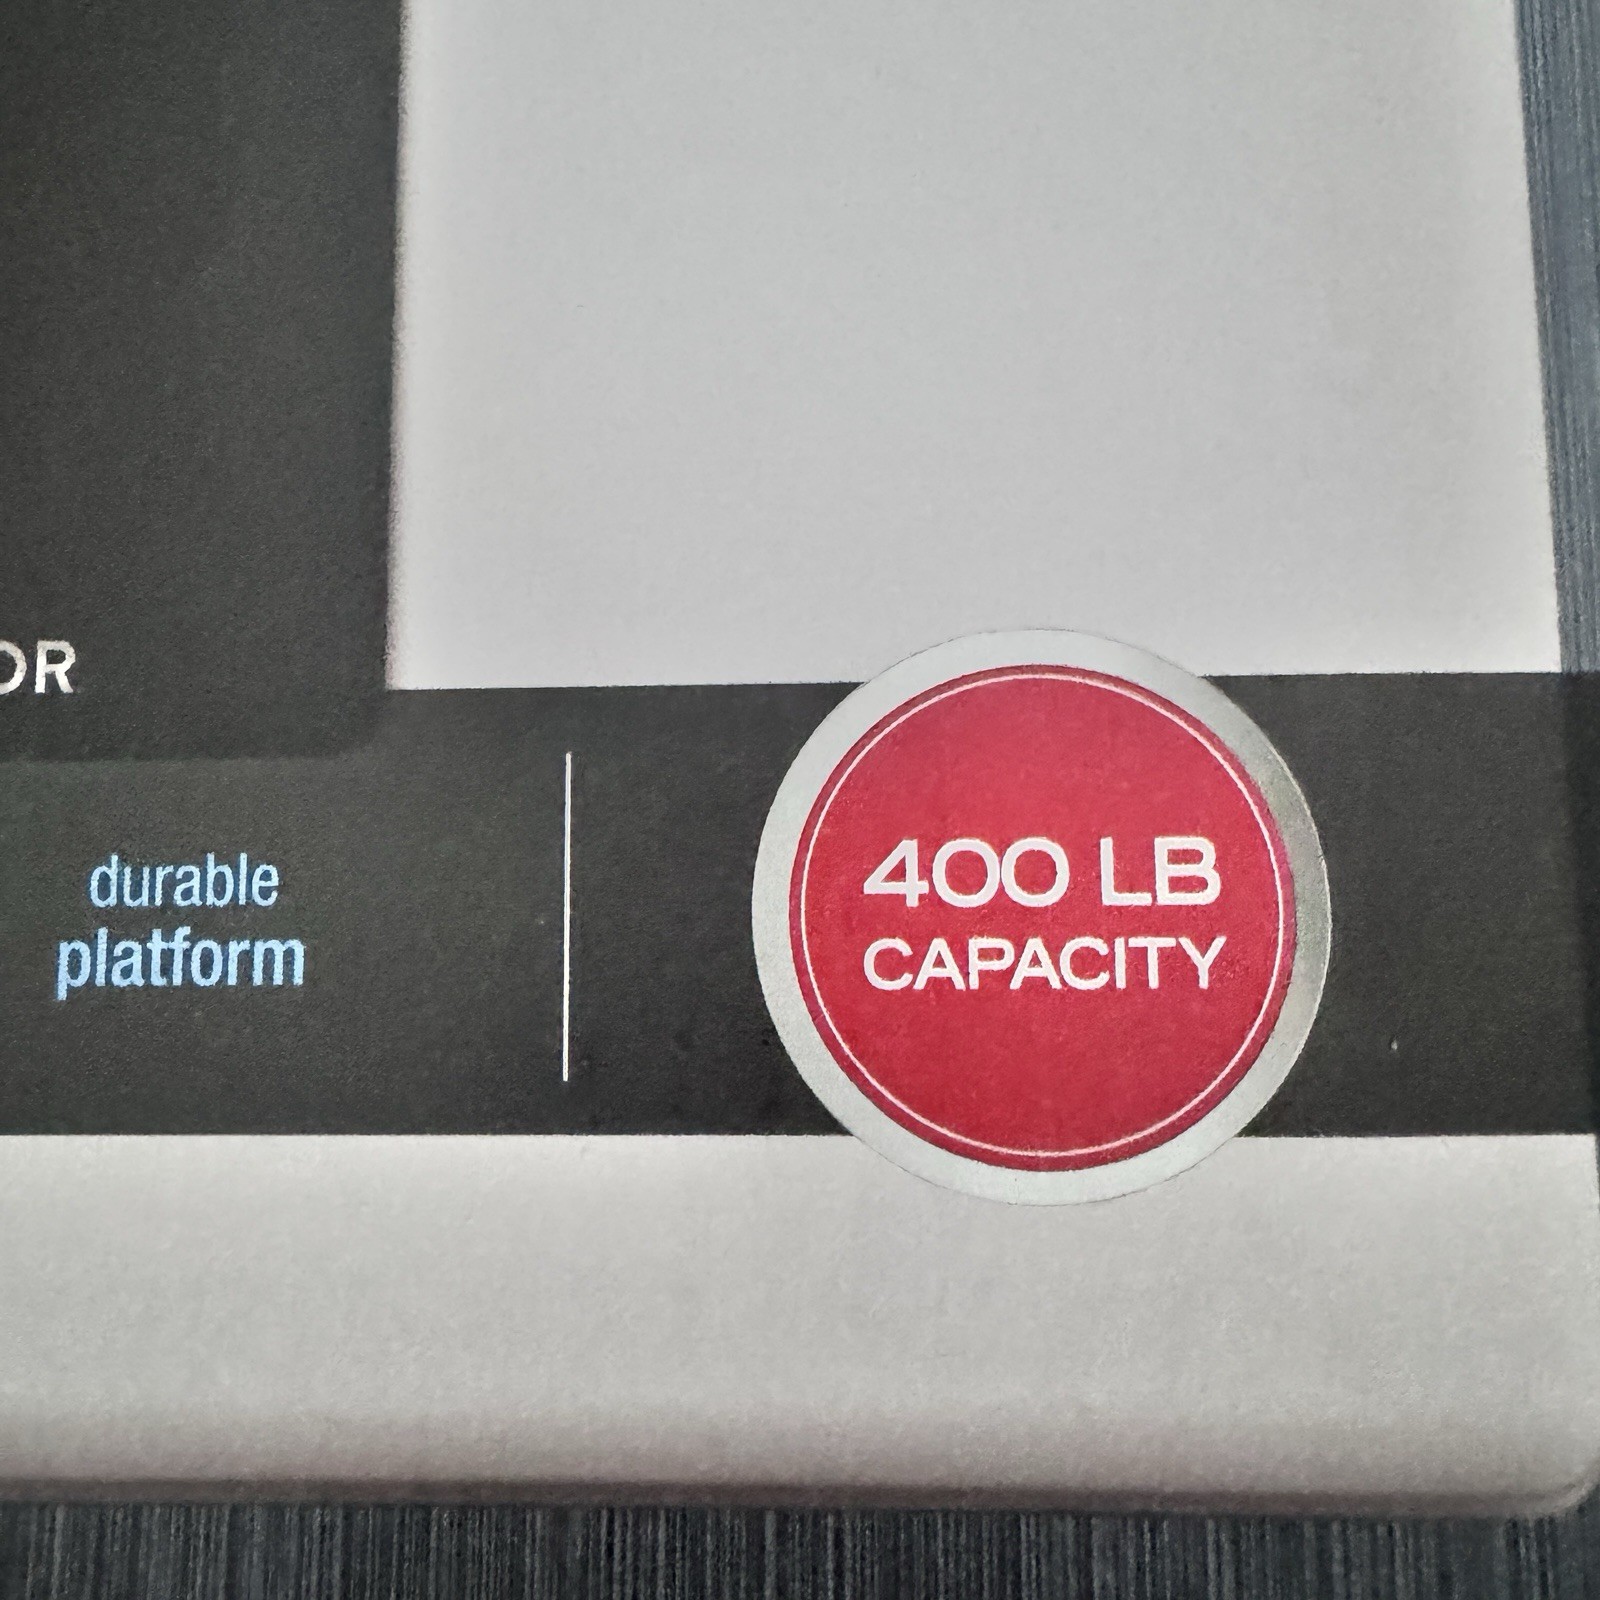 OR
durable
platform
400 LB
CAPACITY